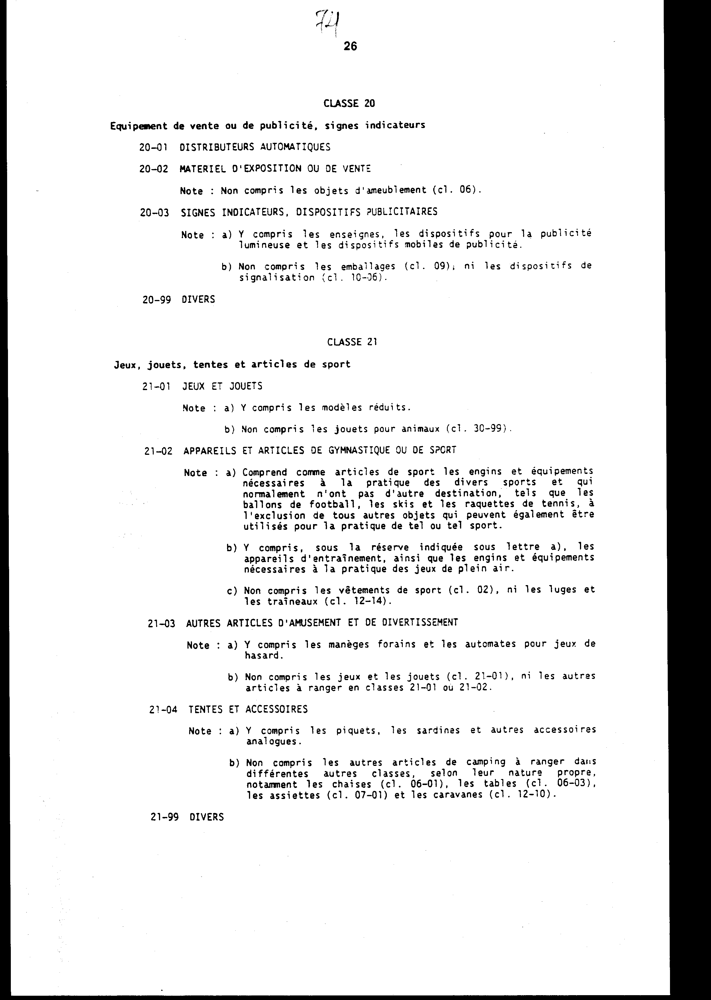 74
26
CLASSE 20
Equipement de vente ou de publicité, signes indicateurs
20-01 DISTRIBUTEURS AUTOMATIQUES
20-02 MATERIEL D'EXPOSITION OU DE VENTE
Note : Non compris les objets d'ameublement (cl. 06).
20-03 SIGNES INDICATEURS, DISPOSITIFS PUBLICITAIRES
Note : a) Y compris les enseignes, les dispositifs pour la publicité
lumineuse et les dispositifs mobiles de publicité.
b) Non compris les emballages (cl. 09), ni les dispositifs de
signalisation (cl. 10-06).
20-99 DIVERS
CLASSE 21
Jeux, jouets, tentes et articles de sport
21-01 JEUX ET JOUETS
Note : a) Y compris les modèles réduits.
b) Non compris les jouets pour animaux (cl. 30-99).
21-02 APPAREILS ET ARTICLES DE GYMNASTIQUE OU DE SPORT
Note : a) Comprend comme articles de sport les engins et équipements
nécessaires à la pratique des divers sports et qui
normalement n'ont pas d'autre destination, tels que les
ballons de football, les skis et les raquettes de tennis, à
l'exclusion de tous autres objets qui peuvent également être
utilisés pour la pratique de tel ou tel sport.
b) Y compris, sous la réserve indiquée sous lettre a), les
appareils d'entraînement, ainsi que les engins et équipements
nécessaires à la pratique des jeux de plein air.
c) Non compris les vêtements de sport (cl. 02), ni les luges et
les traîneaux (cl. 12-14).
21-03 AUTRES ARTICLES D'AMUSEMENT ET DE DIVERTISSEMENT
Note : a) Y compris les manèges forains et les automates pour jeux de
hasard.
b) Non compris les jeux et les jouets (cl. 21-01), ni les autres
articles à ranger en classes 21-01 ou 21-02.
21-04 TENTES ET ACCESSOIRES
Note : a) Y compris les piquets, les sardines et autres accessoires
analogues.
b) Non compris les autres articles de camping à ranger dans
différentes autres classes, selon leur nature propre,
notamment les chaises (cl. 06-01), les tables (cl. 06-03),
les assiettes (cl. 07-01) et les caravanes (cl. 12-10).
21-99 DIVERS